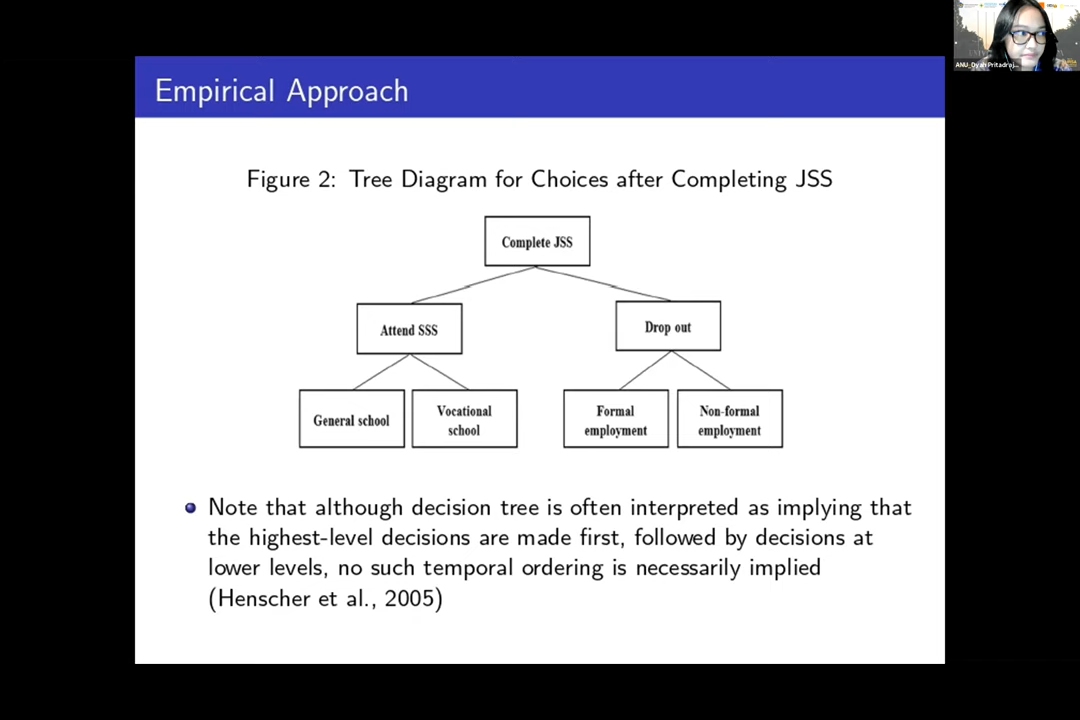 Empirical Approach
Figure 2: Tree Diagram for Choices after Completing JSS
Complete JSS
Attend SSS
Drop out
General school
Vocational
school
Formal
employment
Non-formal
employment
Note that although decision tree is often interpreted as implying that
the highest-level decisions are made first, followed by decisions at
lower levels, no such temporal ordering is necessarily implied
(Henscher et al., 2005)